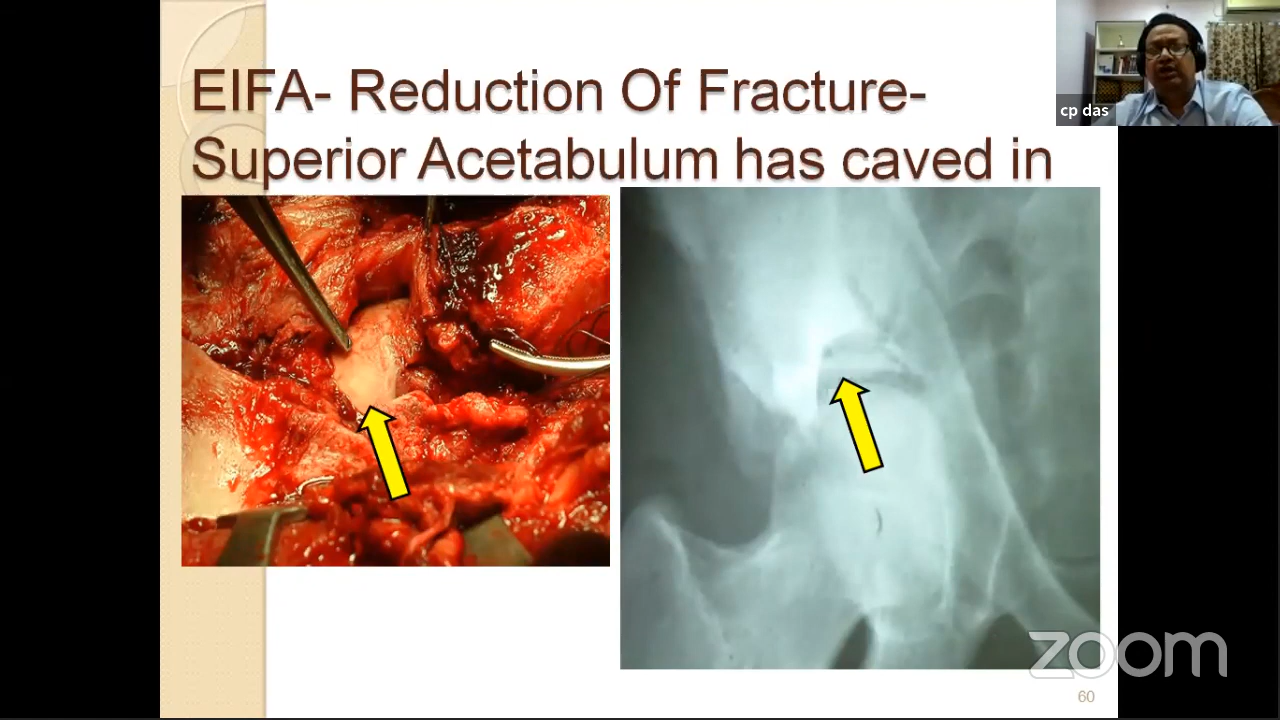 EIFA- Reduction Of Fracture-
Superior Acetabulum has caved in
cp das
zoom
60